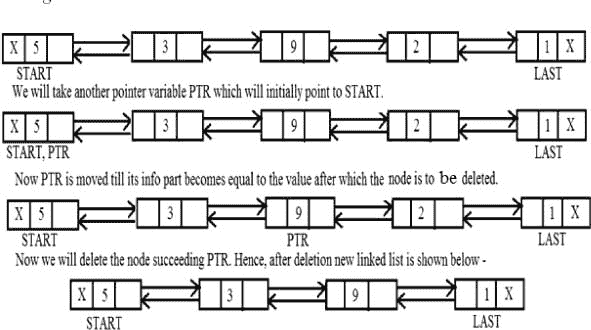 X 5 3 9 2 1 X
START LAST
We will take another pointer variable PTR which will initially point to START.
X 5 3 9 2 1 X
START, PTR LAST
Now PTR is moved till its info part becomes equal to the value after which the node is to be deleted.
X 5 3 9 2 1 X
START PTR LAST
Now we will delete the node succeeding PTR. Hence, after deletion new linked list is shown below -
X 5 3 9 1 X
START LAST